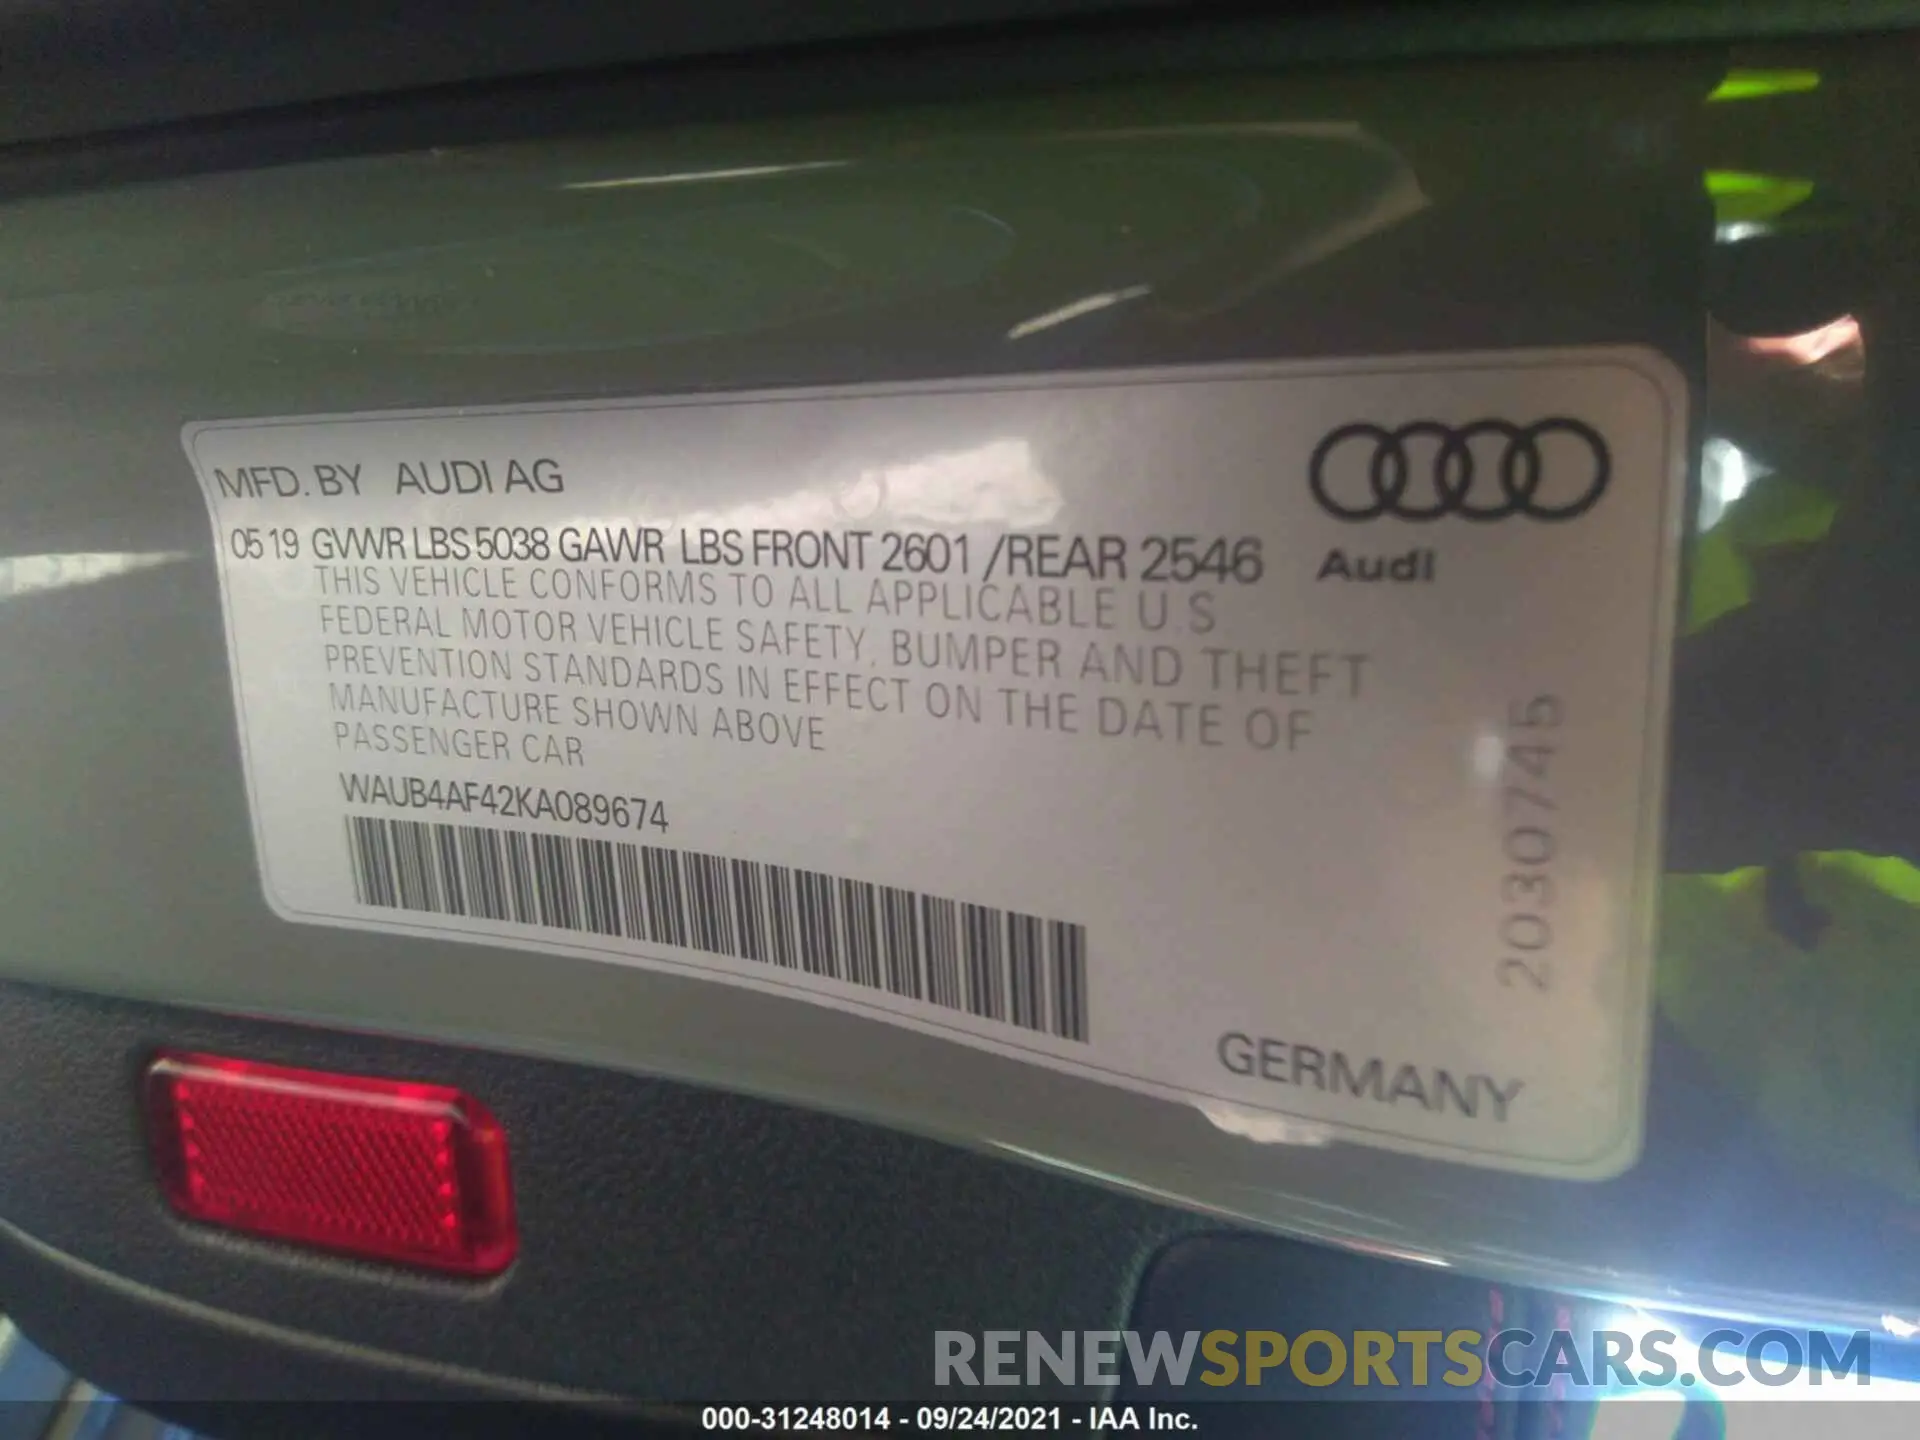 MFD. BY AUDI AG
05 19 GVWR LBS 5038 GAWR LBS FRONT 2601 /REAR 2546
Audi
THIS VEHICLE CONFORMS TO ALL APPLICABLE U.S
FEDERAL MOTOR VEHICLE SAFETY, BUMPER AND THEFT
PREVENTION STANDARDS IN EFFECT ON THE DATE OF
MANUFACTURE SHOWN ABOVE
PASSENGER CAR
WAUB4AF42KA089674
2030745
GERMANY
RENEWSPORTSCARS.COM
000-31248014 - 09/24/2021 - IAA Inc.